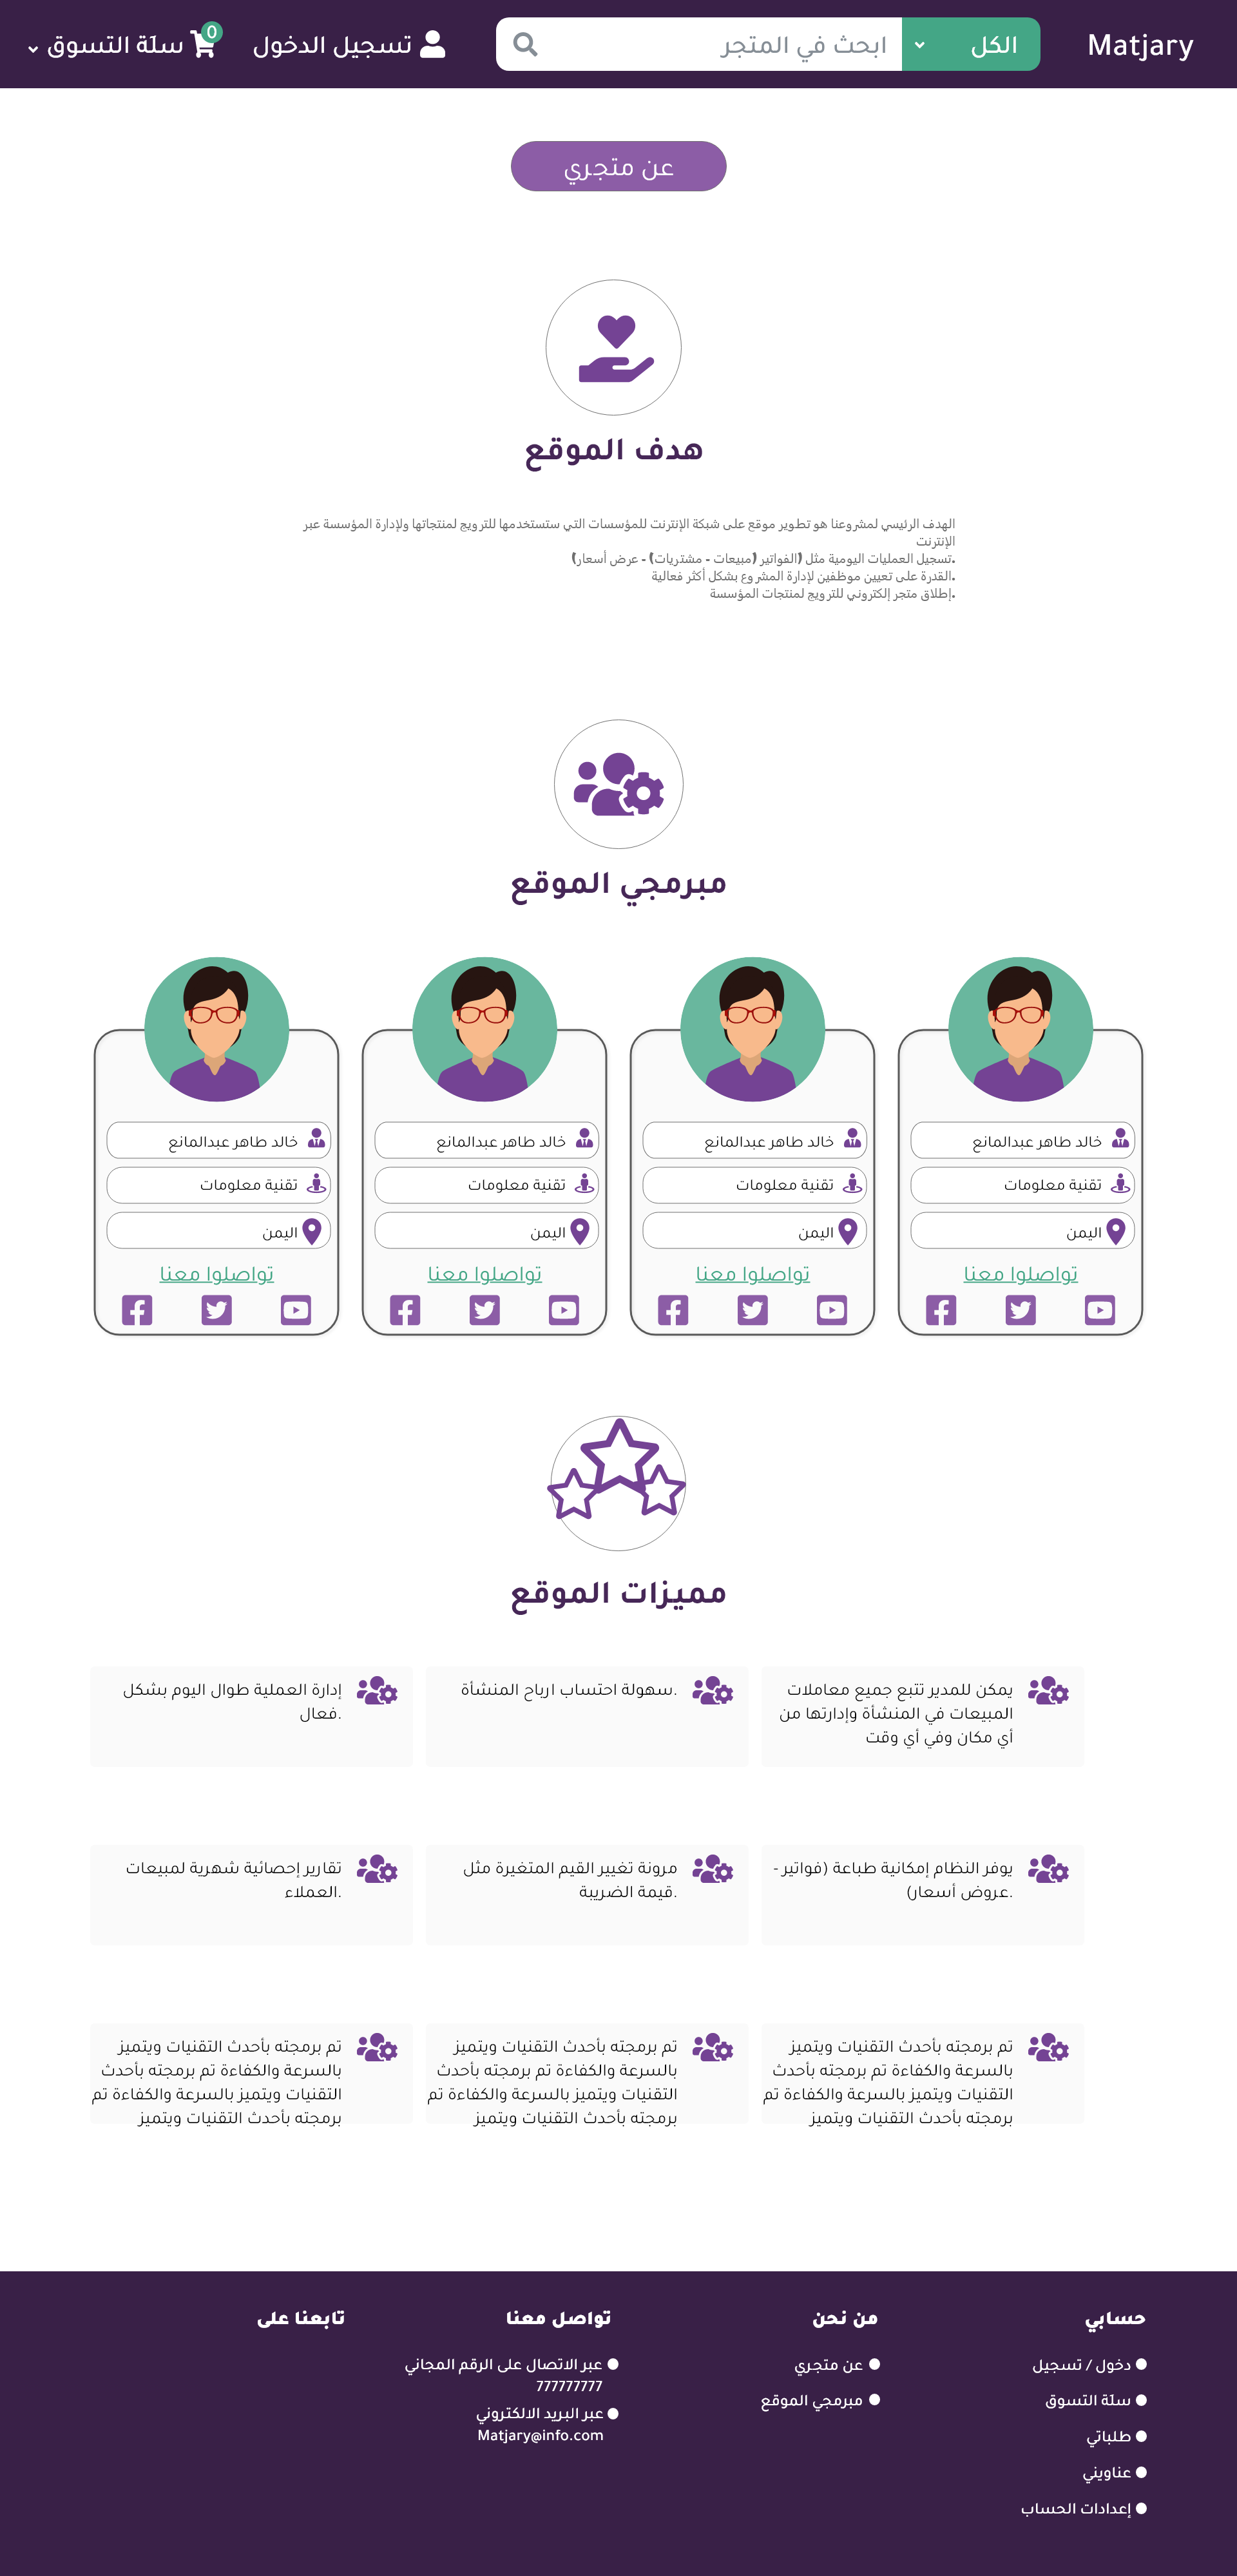 Matjary
الكل
ابحث في المتجر
تسجيل الدخول
0
سلة التسوق
عن متجري
هدف الموقع
الهدف الرئيسي لمشروعنا هو تطوير موقع على شبكة الإنترنت للمؤسسات التي ستستخدمها للترويج لمنتجاتها ولإدارة المؤسسة عبر
الإنترنت
.تسجيل العمليات اليومية مثل (الفواتير (مبيعات - مشتريات) - عرض أسعار)
.القدرة على تعيين موظفين لإدارة المشروع بشكل أكثر فعالية
.إطلاق متجر إلكتروني للترويج لمنتجات المؤسسة
مبرمجي الموقع
خالد طاهر عبدالمانع
تقنية معلومات
اليمن
تواصلوا معنا
خالد طاهر عبدالمانع
تقنية معلومات
اليمن
تواصلوا معنا
خالد طاهر عبدالمانع
تقنية معلومات
اليمن
تواصلوا معنا
خالد طاهر عبدالمانع
تقنية معلومات
اليمن
تواصلوا معنا
مميزات الموقع
يمكن للمدير تتبع جميع معاملات
المبيعات في المنشأة وإدارتها من
أي مكان وفي أي وقت
.سهولة احتساب ارباح المنشأة
إدارة العملية طوال اليوم بشكل
.فعال
يوفر النظام إمكانية طباعة (فواتير -
.عروض أسعار)
مرونة تغيير القيم المتغيرة مثل
.قيمة الضريبة
تقارير إحصائية شهرية لمبيعات
.العملاء
تم برمجته بأحدث التقنيات ويتميز
بالسرعة والكفاءة تم برمجته بأحدث
التقنيات ويتميز بالسرعة والكفاءة تم
برمجته بأحدث التقنيات ويتميز
تم برمجته بأحدث التقنيات ويتميز
بالسرعة والكفاءة تم برمجته بأحدث
التقنيات ويتميز بالسرعة والكفاءة تم
برمجته بأحدث التقنيات ويتميز
تم برمجته بأحدث التقنيات ويتميز
بالسرعة والكفاءة تم برمجته بأحدث
التقنيات ويتميز بالسرعة والكفاءة تم
برمجته بأحدث التقنيات ويتميز
حسابي
دخول / تسجيل
سلة التسوق
طلباتي
عناويني
إعدادات الحساب
من نحن
عن متجري
مبرمجي الموقع
تواصل معنا
عبر الاتصال على الرقم المجاني
777777777
عبر البريد الالكتروني
Matjary@info.com
تابعنا على